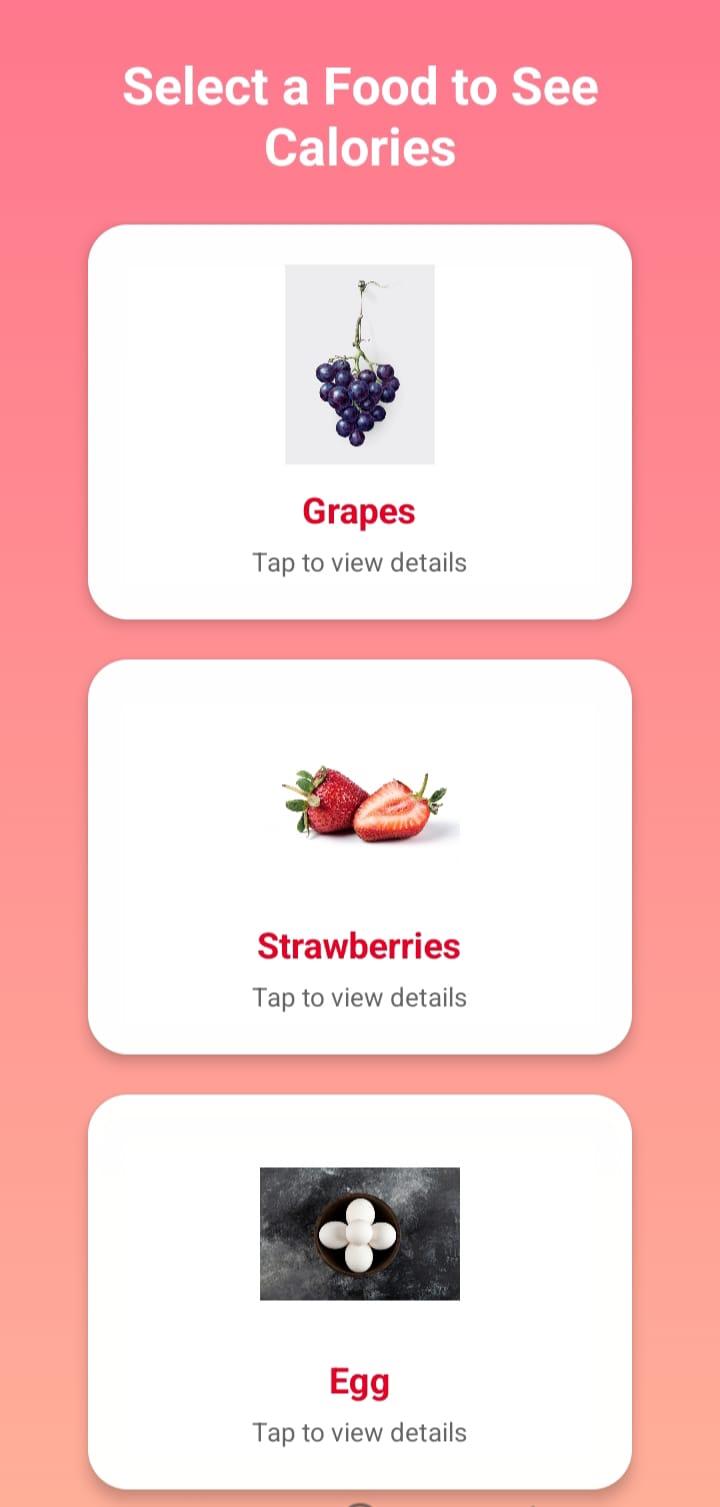 Select a Food to See
Calories
Grapes
Tap to view details
Strawberries
Tap to view details
Egg
Tap to view details